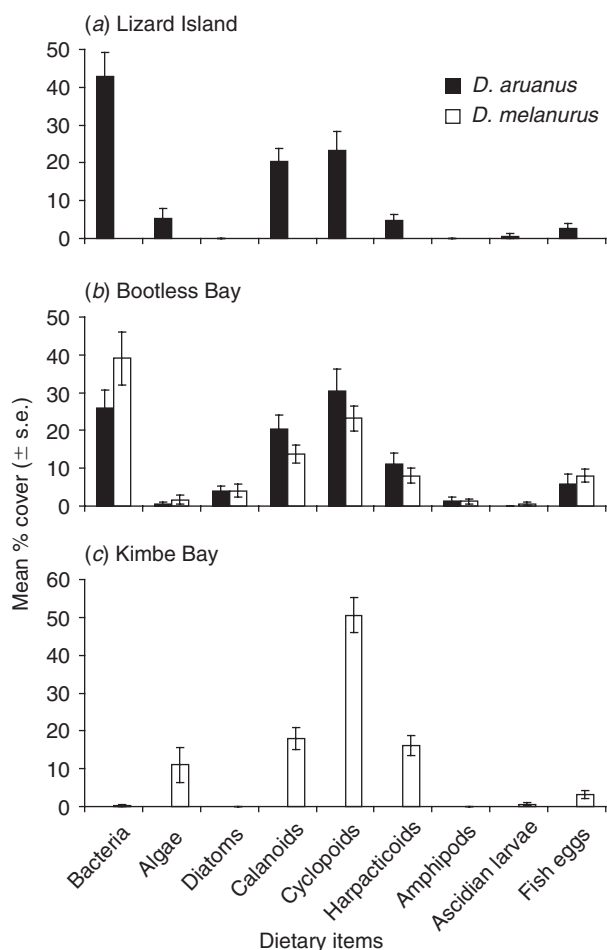 (a) Lizard Island
50
40
30
20
10
0
D. aruanus
D. melanurus
(b) Bootless Bay
50
40
30
20
10
0
(c) Kimbe Bay
60
50
40
30
20
10
0
Mean % cover (± s.e.)
Bacteria
Algae
Diatoms
Calanoids
Cyclopoids
Harpacticoids
Amphipods
Ascidian larvae
Fish eggs
Dietary items